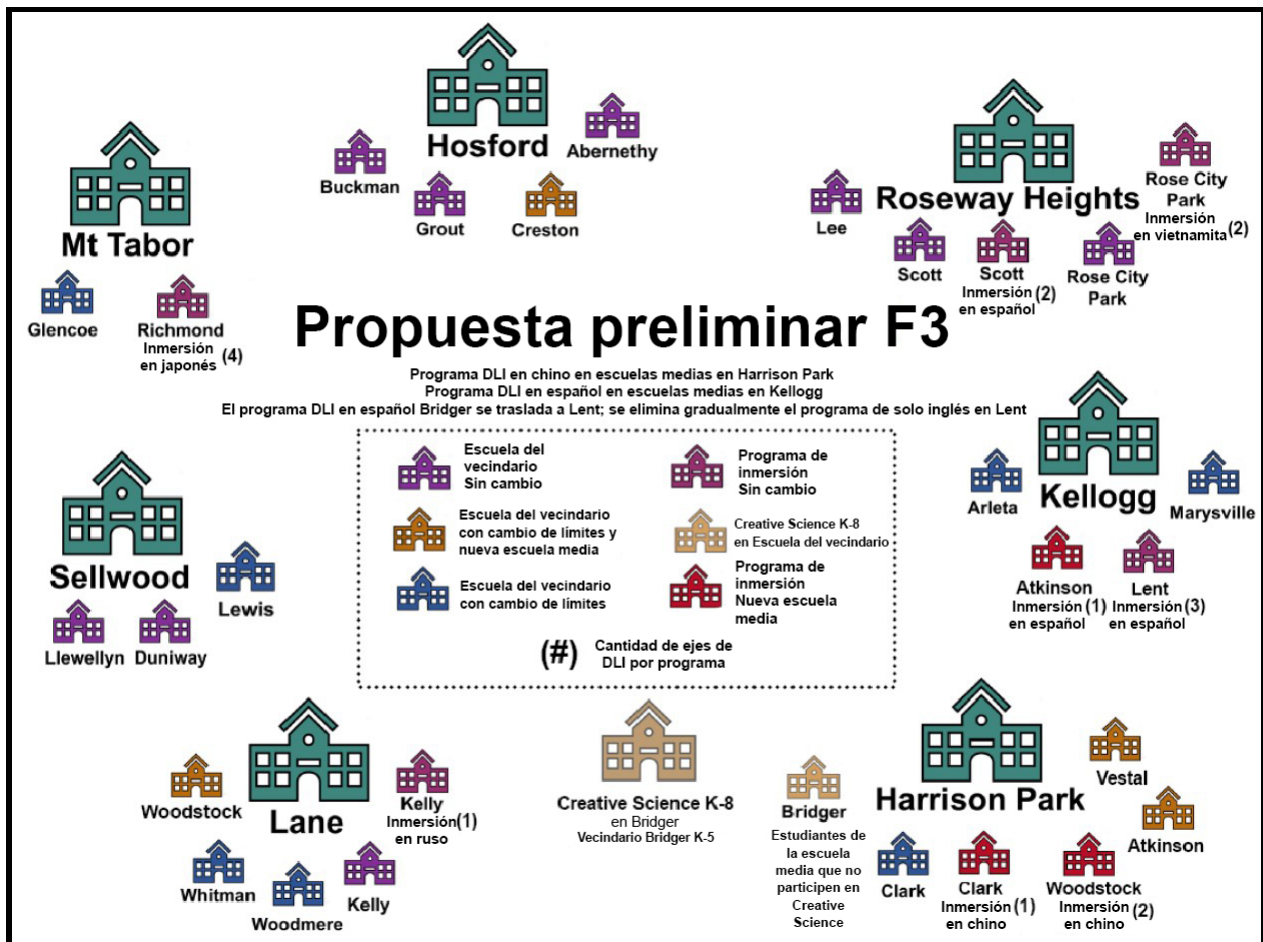 Hosford
Buckman
Abernethy
Grout
Creston
Mt Tabor
Glencoe
Richmond
Inmersión
en japonés (4)
Roseway Heights
Lee
Scott
Scott
Inmersión (2)
en español
Rose City
Park
Rose City
Park
Inmersión
en vietnamita (2)
Propuesta preliminar F3
Programa DLI en chino en escuelas medias en Harrison Park
Programa DLI en español en escuelas medias en Kellogg
El programa DLI en español Bridger se traslada a Lent; se elimina gradualmente el programa de solo inglés en Lent
Escuela del
vecindario
Sin cambio
Programa de
inmersión
Sin cambio
Escuela del vecindario
con cambio de límites y
nueva escuela media
Creative Science K-8
en Escuela del vecindario
Escuela del vecindario
con cambio de límites
Programa de
inmersión
Nueva escuela
media
(#) Cantidad de ejes de
DLI por programa
Kellogg
Arleta
Marysville
Atkinson
Inmersión (1)
en español
Lent
Inmersión (3)
en español
Sellwood
Lewis
Llewellyn
Duniway
Lane
Woodstock
Kelly
Inmersión (1)
en ruso
Whitman
Woodmere
Kelly
Creative Science K-8
en Bridger
Vecindario Bridger K-5
Bridger
Estudiantes de
la escuela
media que no
participen en
Creative
Science
Harrison Park
Vestal
Atkinson
Clark
Clark
Inmersión (1)
en chino
Woodstock
Inmersión (2)
en chino